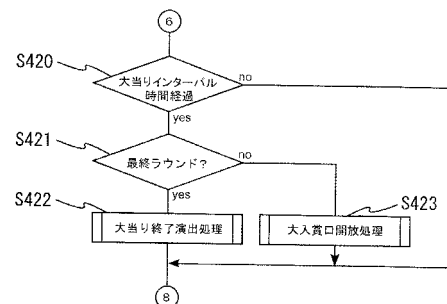 6
S420
大当りインターバル
時間経過
no
yes
S421
最終ラウンド?
no
yes
S422
大当り終了演出処理
S423
大入賞口開放処理
8